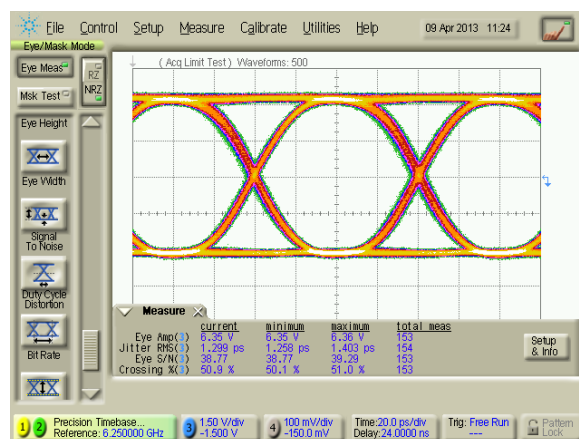 File Control Setup Measure Calibrate Utilities Help 09 Apr 2013 11:24
Eye/Mask Mode
Eye Meas
RZ
NRZ
Msk Test
( Acq Limit Test ) Waveforms: 500
Eye Height
Eye Width
Signal
To Noise
Duty Cycle
Distortion
Bit Rate
Measure
current minimum maximum total meas
Eye Amp(3) 6.35 V 6.35 V 6.36 V 153
Jitter RMS(3) 1.299 ps 1.258 ps 1.403 ps 154
Eye S/N(3) 38.77 38.77 39.29 153
Crossing %(3) 50.9 % 50.1 % 51.0 % 153
Setup
& Info
1 2 Precision Timebase...
Reference: 6.250000 GHz
3 1.50 V/div
-1.500 V
4 100 mV/div
-150.0 mV
Time:20.0 ps/div
Delay:24.0000 ns
Trig: Free Run
---
Pattern
Lock